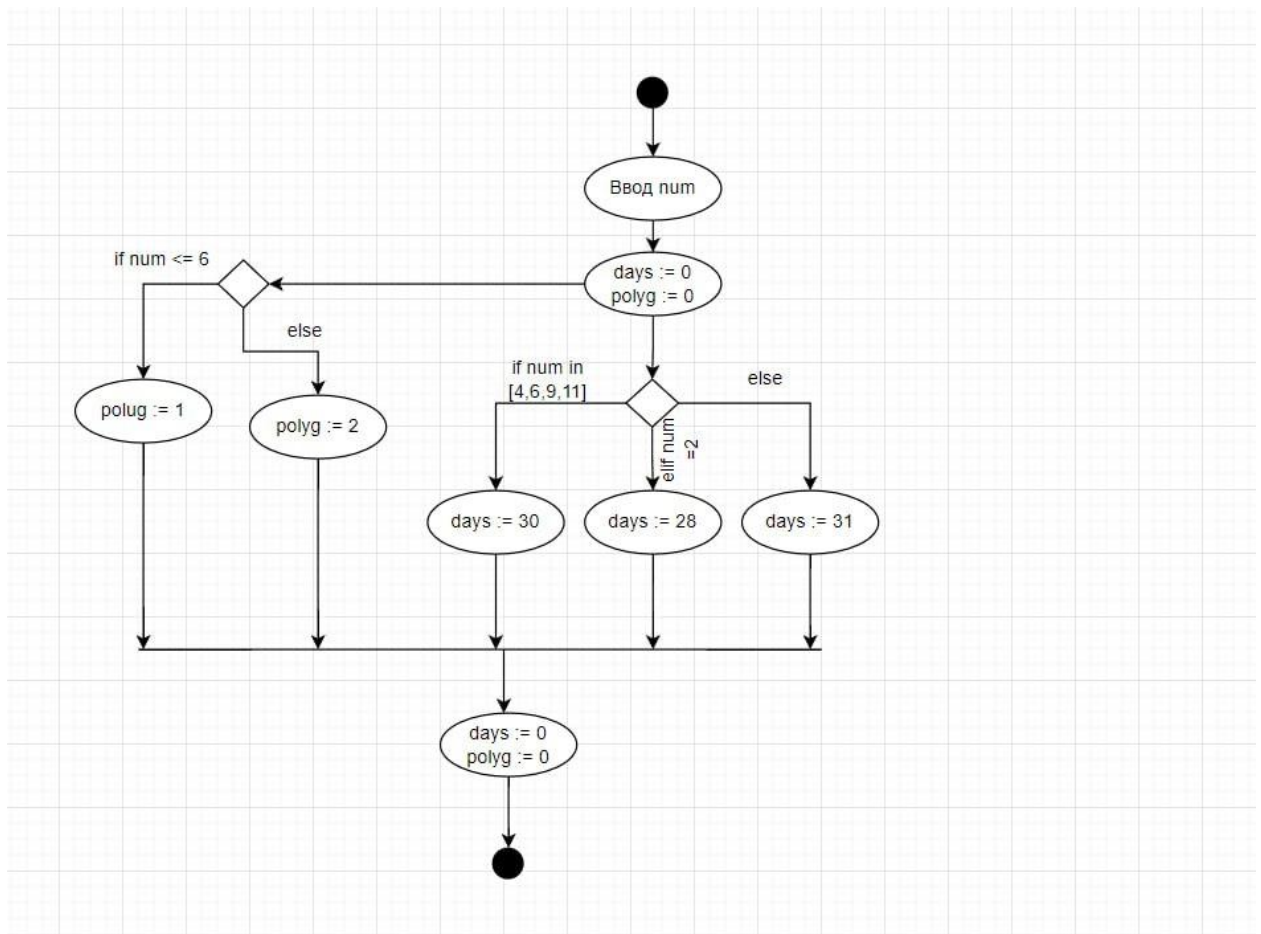 Ввод num
days := 0
polyg := 0
if num <= 6
else
polug := 1
polyg := 2
if num in
[4,6,9,11]
elif num
=2
else
days := 30
days := 28
days := 31
days := 0
polyg := 0